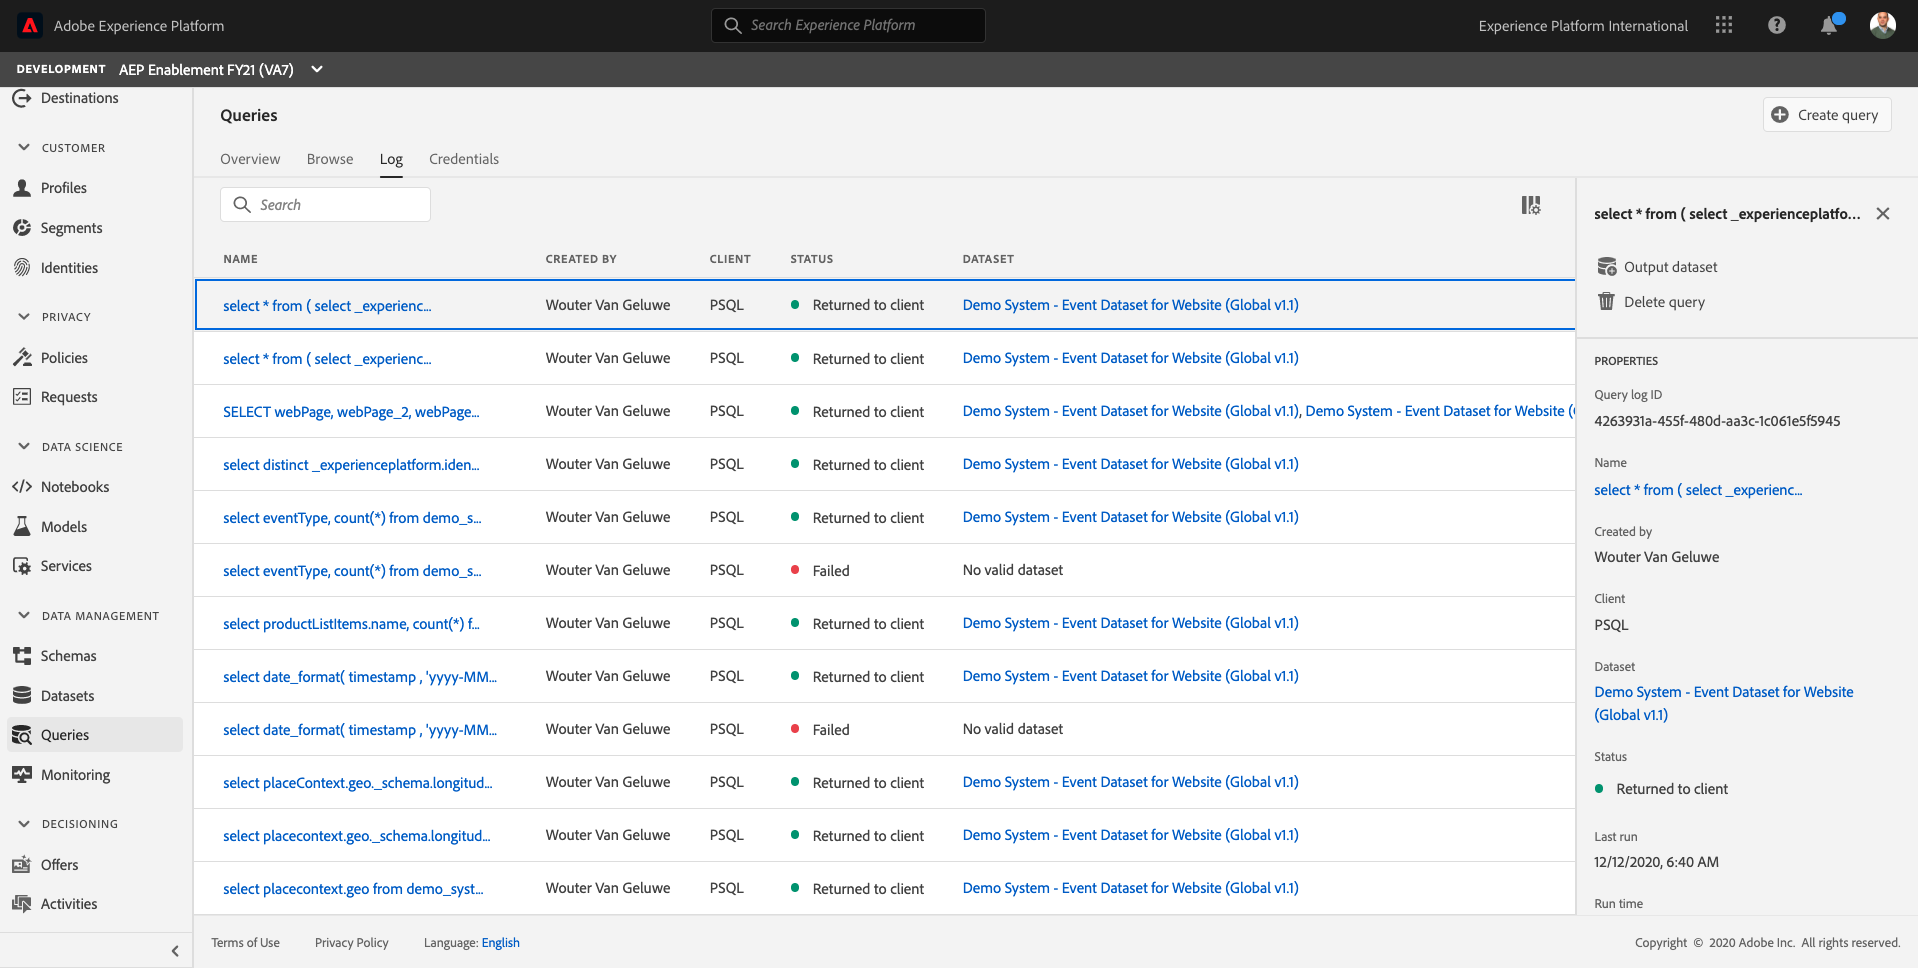 Adobe Experience Platform
Search Experience Platform
Experience Platform International
DEVELOPMENT AEP Enablement FY21 (VA7)
Destinations
CUSTOMER
Profiles
Segments
Identities
PRIVACY
Policies
Requests
DATA SCIENCE
Notebooks
Models
Services
DATA MANAGEMENT
Schemas
Datasets
Queries
Monitoring
DECISIONING
Offers
Activities
Queries
Create query
Overview Browse Log Credentials
Search
NAME CREATED BY CLIENT STATUS DATASET
select * from ( select _experienc... Wouter Van Geluwe PSQL Returned to client Demo System - Event Dataset for Website (Global v1.1)
select * from ( select _experienc... Wouter Van Geluwe PSQL Returned to client Demo System - Event Dataset for Website (Global v1.1)
SELECT webPage, webPage_2, webPage... Wouter Van Geluwe PSQL Returned to client Demo System - Event Dataset for Website (Global v1.1), Demo System - Event Dataset for Website (
select distinct _experienceplatform.iden... Wouter Van Geluwe PSQL Returned to client Demo System - Event Dataset for Website (Global v1.1)
select eventType, count(*) from demo_s... Wouter Van Geluwe PSQL Returned to client Demo System - Event Dataset for Website (Global v1.1)
select eventType, count(*) from demo_s... Wouter Van Geluwe PSQL Failed No valid dataset
select productListItems.name, count(*) f... Wouter Van Geluwe PSQL Returned to client Demo System - Event Dataset for Website (Global v1.1)
select date_format( timestamp , 'yyyy-MM... Wouter Van Geluwe PSQL Returned to client Demo System - Event Dataset for Website (Global v1.1)
select date_format( timestamp , 'yyyy-MM... Wouter Van Geluwe PSQL Failed No valid dataset
select placeContext.geo._schema.longitud... Wouter Van Geluwe PSQL Returned to client Demo System - Event Dataset for Website (Global v1.1)
select placecontext.geo._schema.longitud... Wouter Van Geluwe PSQL Returned to client Demo System - Event Dataset for Website (Global v1.1)
select placecontext.geo from demo_syst... Wouter Van Geluwe PSQL Returned to client Demo System - Event Dataset for Website (Global v1.1)
select * from ( select _experienceplatfo...
Output dataset
Delete query
PROPERTIES
Query log ID
4263931a-455f-480d-aa3c-1c061e5f5945
Name
select * from ( select _experienc...
Created by
Wouter Van Geluwe
Client
PSQL
Dataset
Demo System - Event Dataset for Website
(Global v1.1)
Status
Returned to client
Last run
12/12/2020, 6:40 AM
Run time
Terms of Use Privacy Policy Language: English
Copyright © 2020 Adobe Inc. All rights reserved.